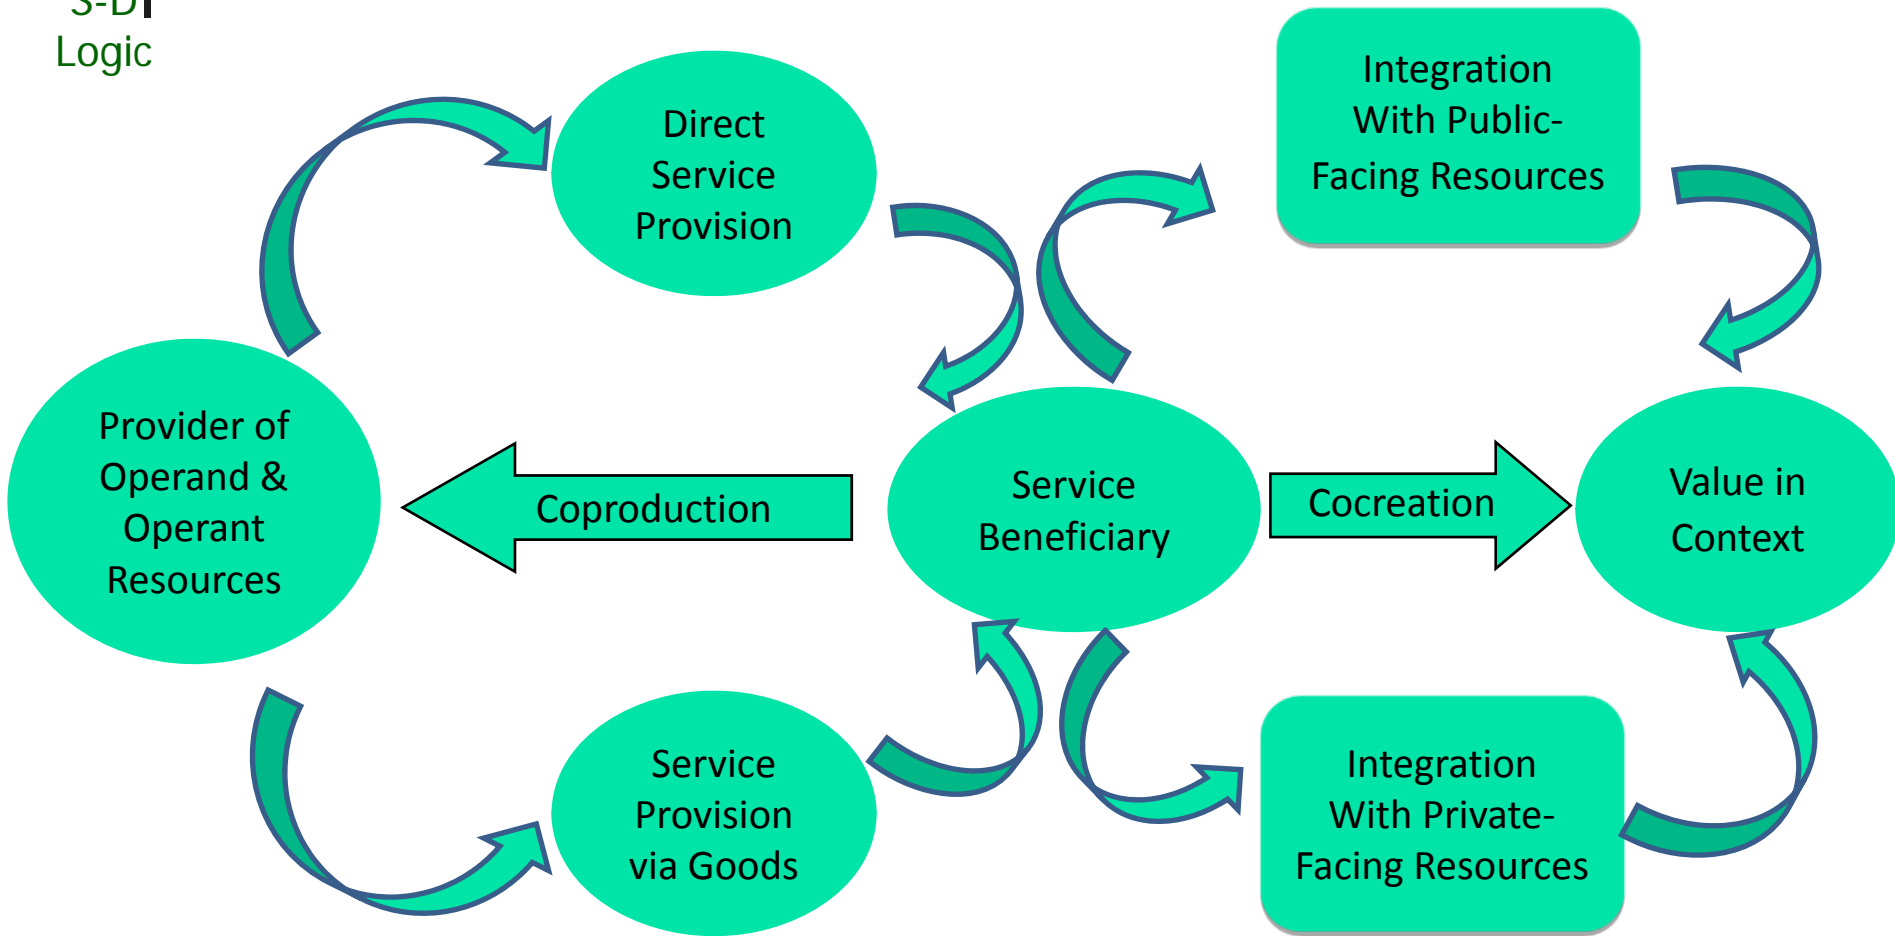 S-D
Logic
Direct
Service
Provision
Integration
With Public-
Facing Resources
Provider of
Operand &
Operant
Resources
Coproduction
Service
Beneficiary
Cocreation
Value in
Context
Service
Provision
via Goods
Integration
With Private-
Facing Resources